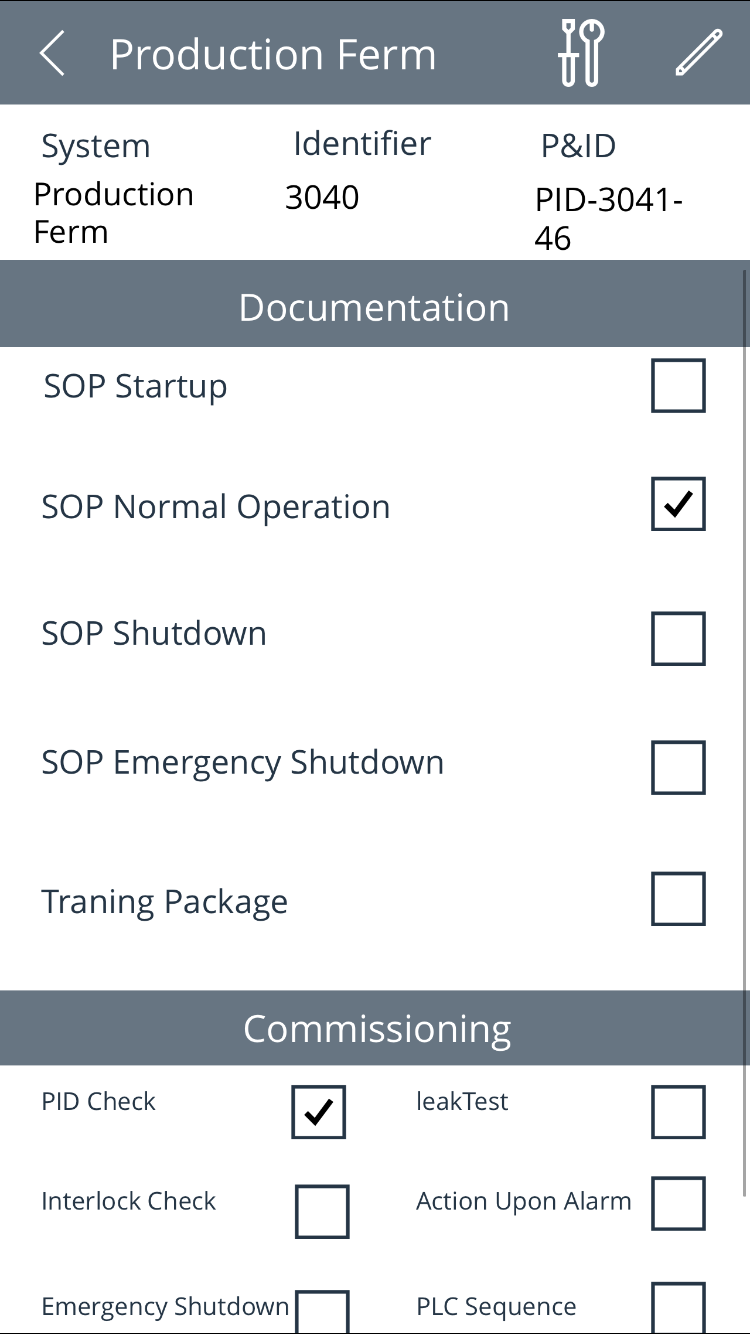 Production Ferm
System Identifier P&ID
Production Ferm 3040 PID-3041-46
Documentation
SOP Startup
SOP Normal Operation
SOP Shutdown
SOP Emergency Shutdown
Traning Package
Commissioning
PID Check leakTest
Interlock Check Action Upon Alarm
Emergency Shutdown PLC Sequence